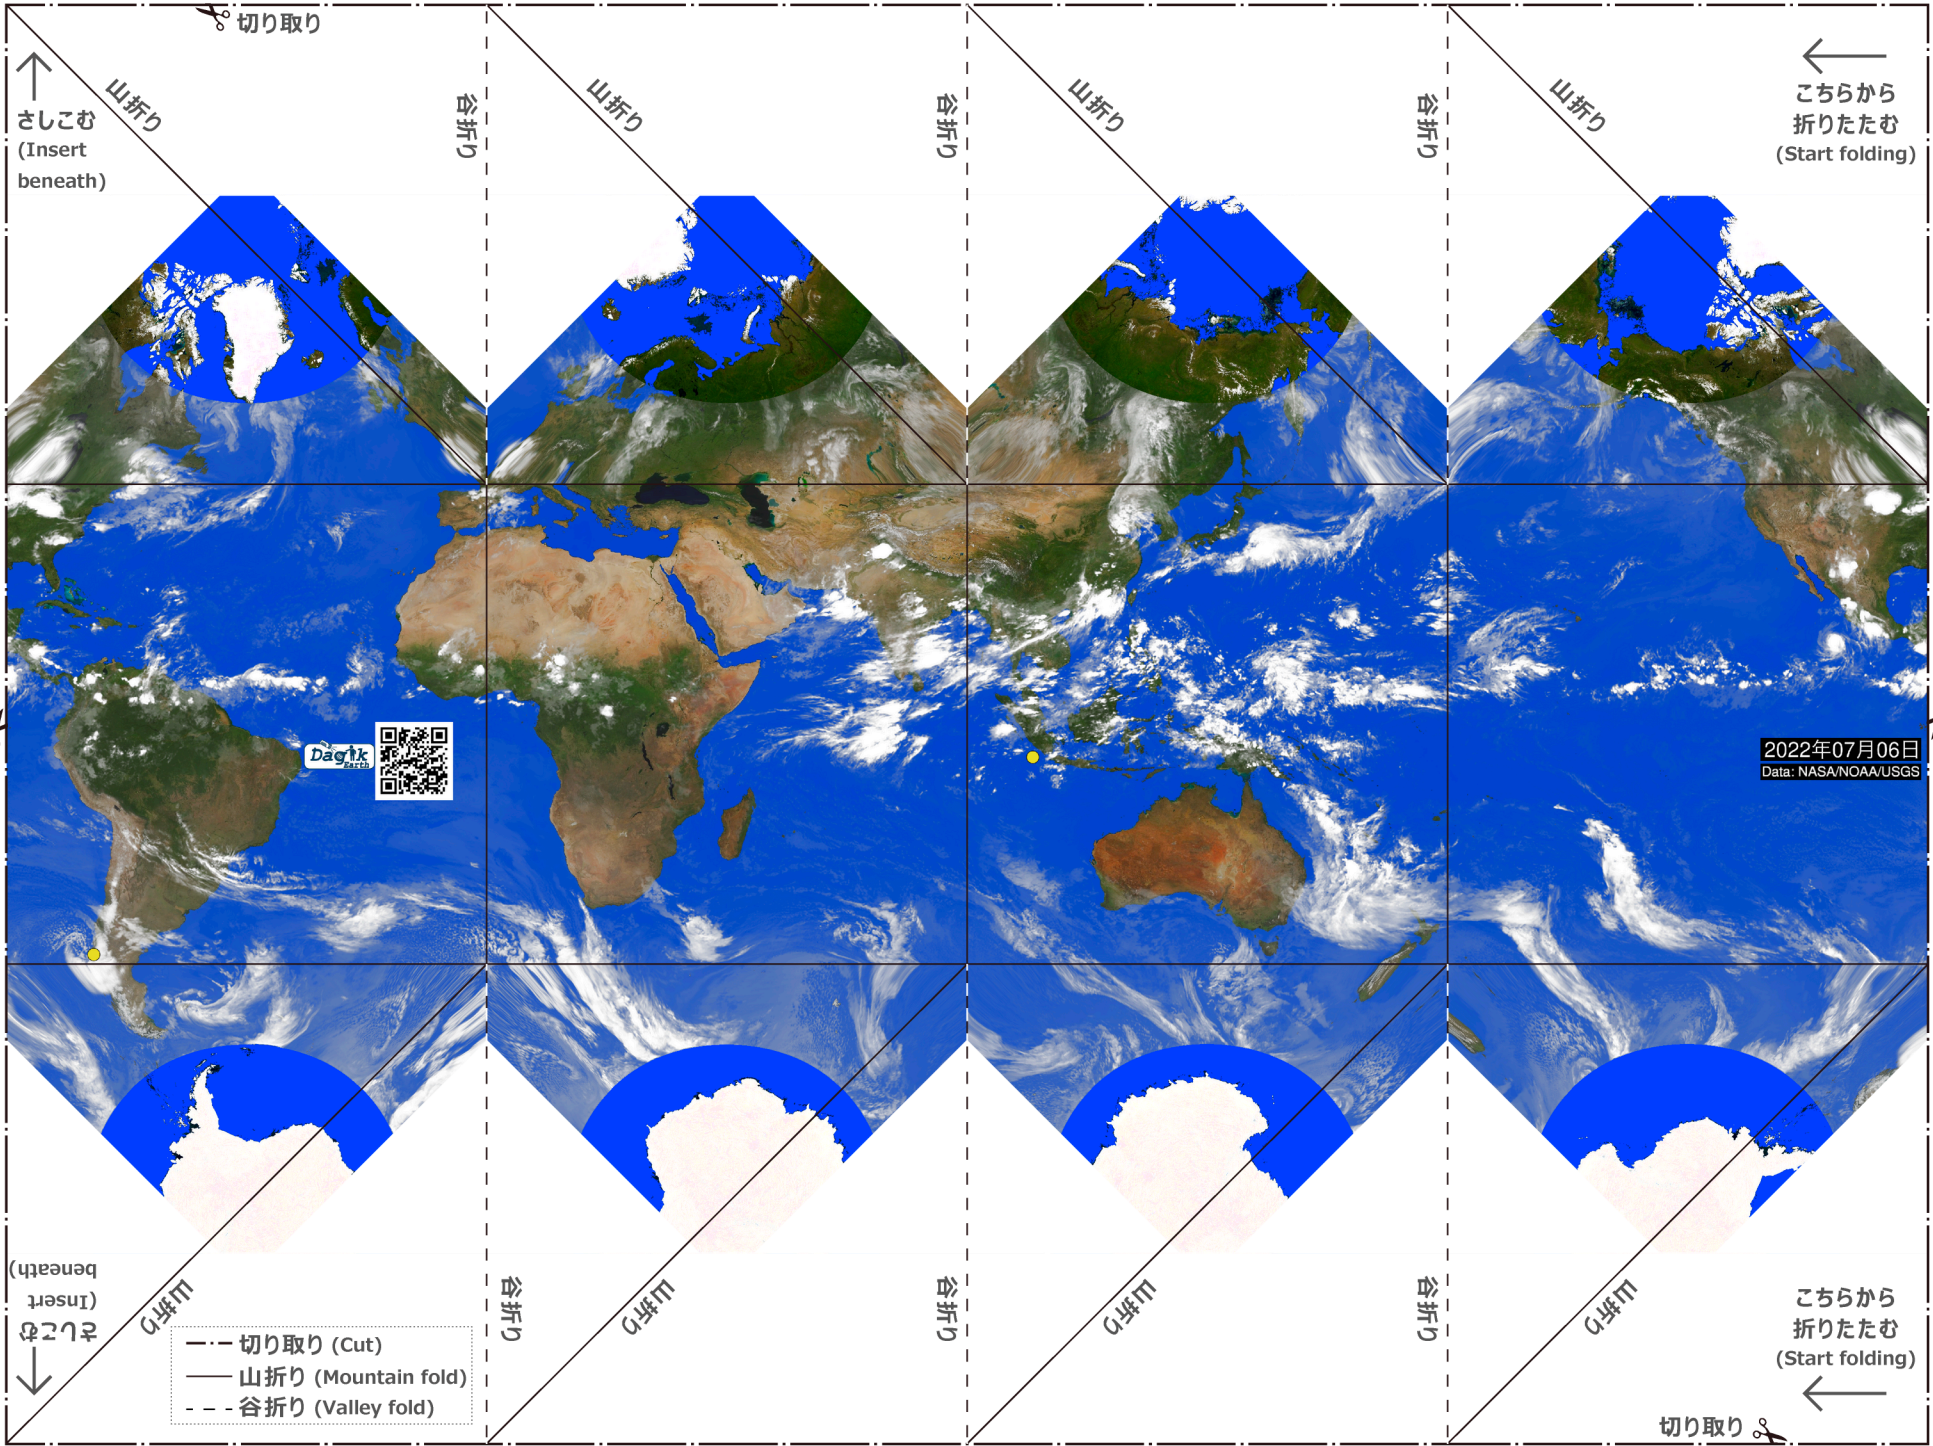 切り取り
さしこむ
(Insert
beneath)
山折り
谷折り
山折り
谷折り
山折り
谷折り
山折り
こちらから
折りたたむ
(Start folding)
Dagik
Earth
2022年07月06日
Data: NASA/NOAA/USGS
さしこむ
(Insert
beneath)
山折り
谷折り
山折り
谷折り
山折り
谷折り
山折り
こちらから
折りたたむ
(Start folding)
切り取り (Cut)
山折り (Mountain fold)
谷折り (Valley fold)
切り取り